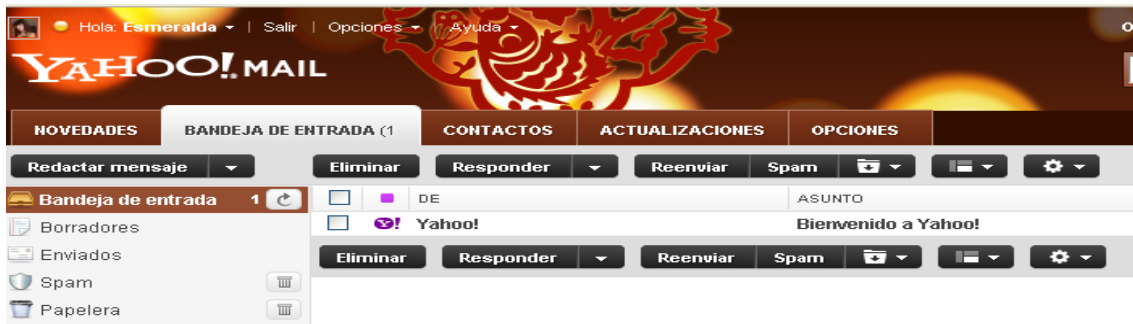 Hola: Esmeralda | Salir | Opciones Ayuda
YAHOO! MAIL
NOVEDADES BANDEJA DE ENTRADA (1 CONTACTOS ACTUALIZACIONES OPCIONES
Redactar mensaje Eliminar Responder Reenviar Spam
Bandeja de entrada 1 DE ASUNTO
Borradores Yahoo! Bienvenido a Yahoo!
Enviados Eliminar Responder Reenviar Spam
Spam
Papelera